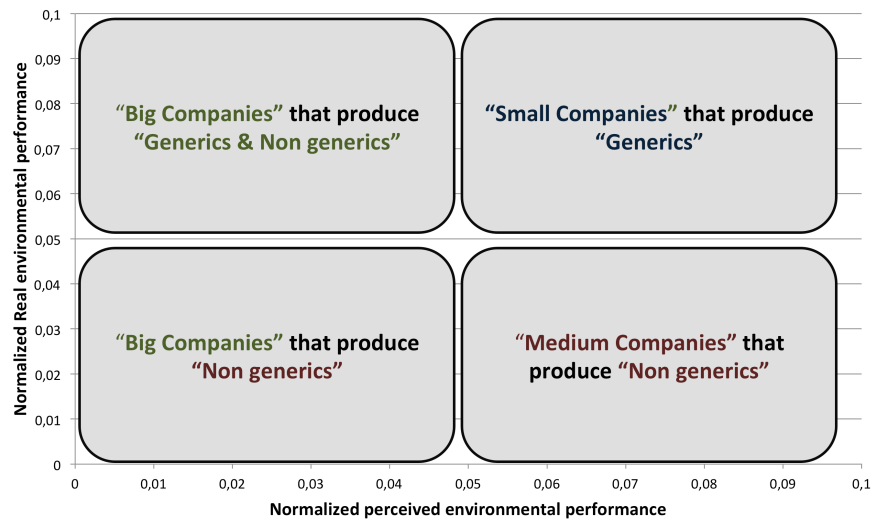 Normalized Real environmental performance
0,1
0,09
0,08
0,07
0,06
0,05
0,04
0,03
0,02
0,01
0
“Big Companies” that produce
“Generics & Non generics”
“Small Companies” that produce
“Generics”
“Big Companies” that produce
“Non generics”
“Medium Companies” that
produce “Non generics”
0 0,01 0,02 0,03 0,04 0,05 0,06 0,07 0,08 0,09 0,1
Normalized perceived environmental performance